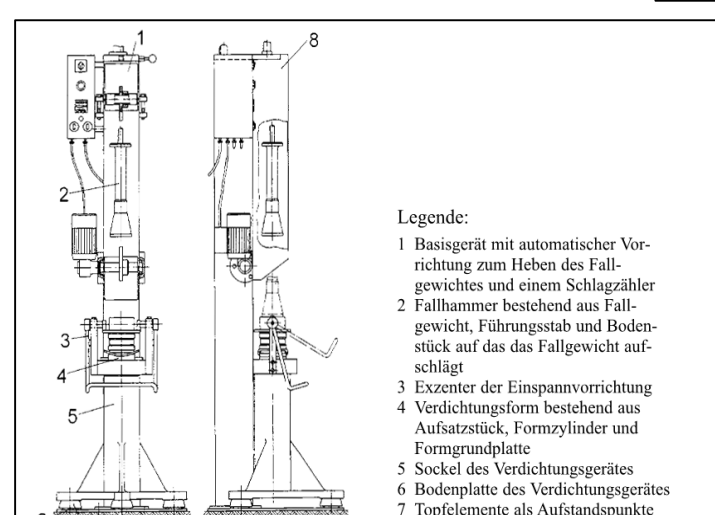 1
8
2
3
4
5
Legende:
1 Basisgerät mit automatischer Vor-
richtung zum Heben des Fall-
gewichtes und einem Schlagzähler
2 Fallhammer bestehend aus Fall-
gewicht, Führungsstab und Boden-
stück auf das das Fallgewicht auf-
schlägt
3 Exzenter der Einspannvorrichtung
4 Verdichtungsform bestehend aus
Aufsatzstück, Formzylinder und
Formgrundplatte
5 Sockel des Verdichtungsgerätes
6 Bodenplatte des Verdichtungsgerätes
7 Topfelemente als Aufstandspunkte